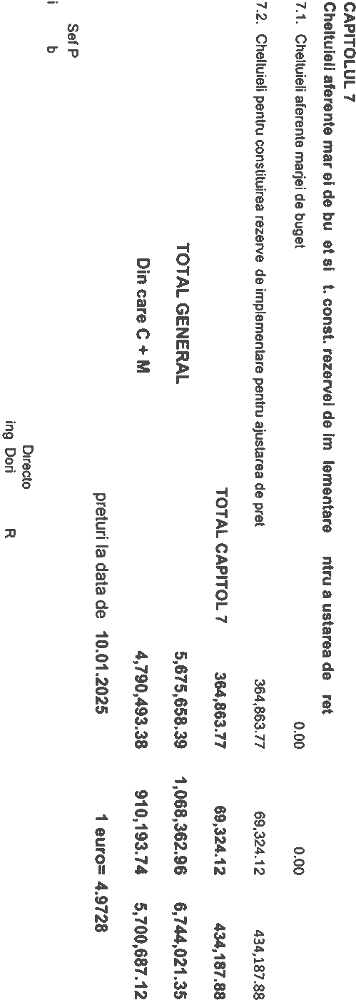 CAPITOLUL 7
Cheltuieli aferente mar ei de bu et si t. const. rezervei de im lementare ntru a ustarea de ret
7.1. Cheltuieli aferente marjei de buget 0.00 0.00
7.2. Cheltuieli pentru constituirea rezerve de implementare pentru ajustarea de pret 364,863.77 69,324.12 434,187.88
TOTAL CAPITOL 7 364,863.77 69,324.12 434,187.88
TOTAL GENERAL 5,675,658.39 1,068,362.96 6,744,021.35
Din care C + M 4,790,493.38 910,193.74 5,700,687.12
preturi la data de 10.01.2025 1 euro= 4.9728
Sef P
b
i
Directo
ing Dori R